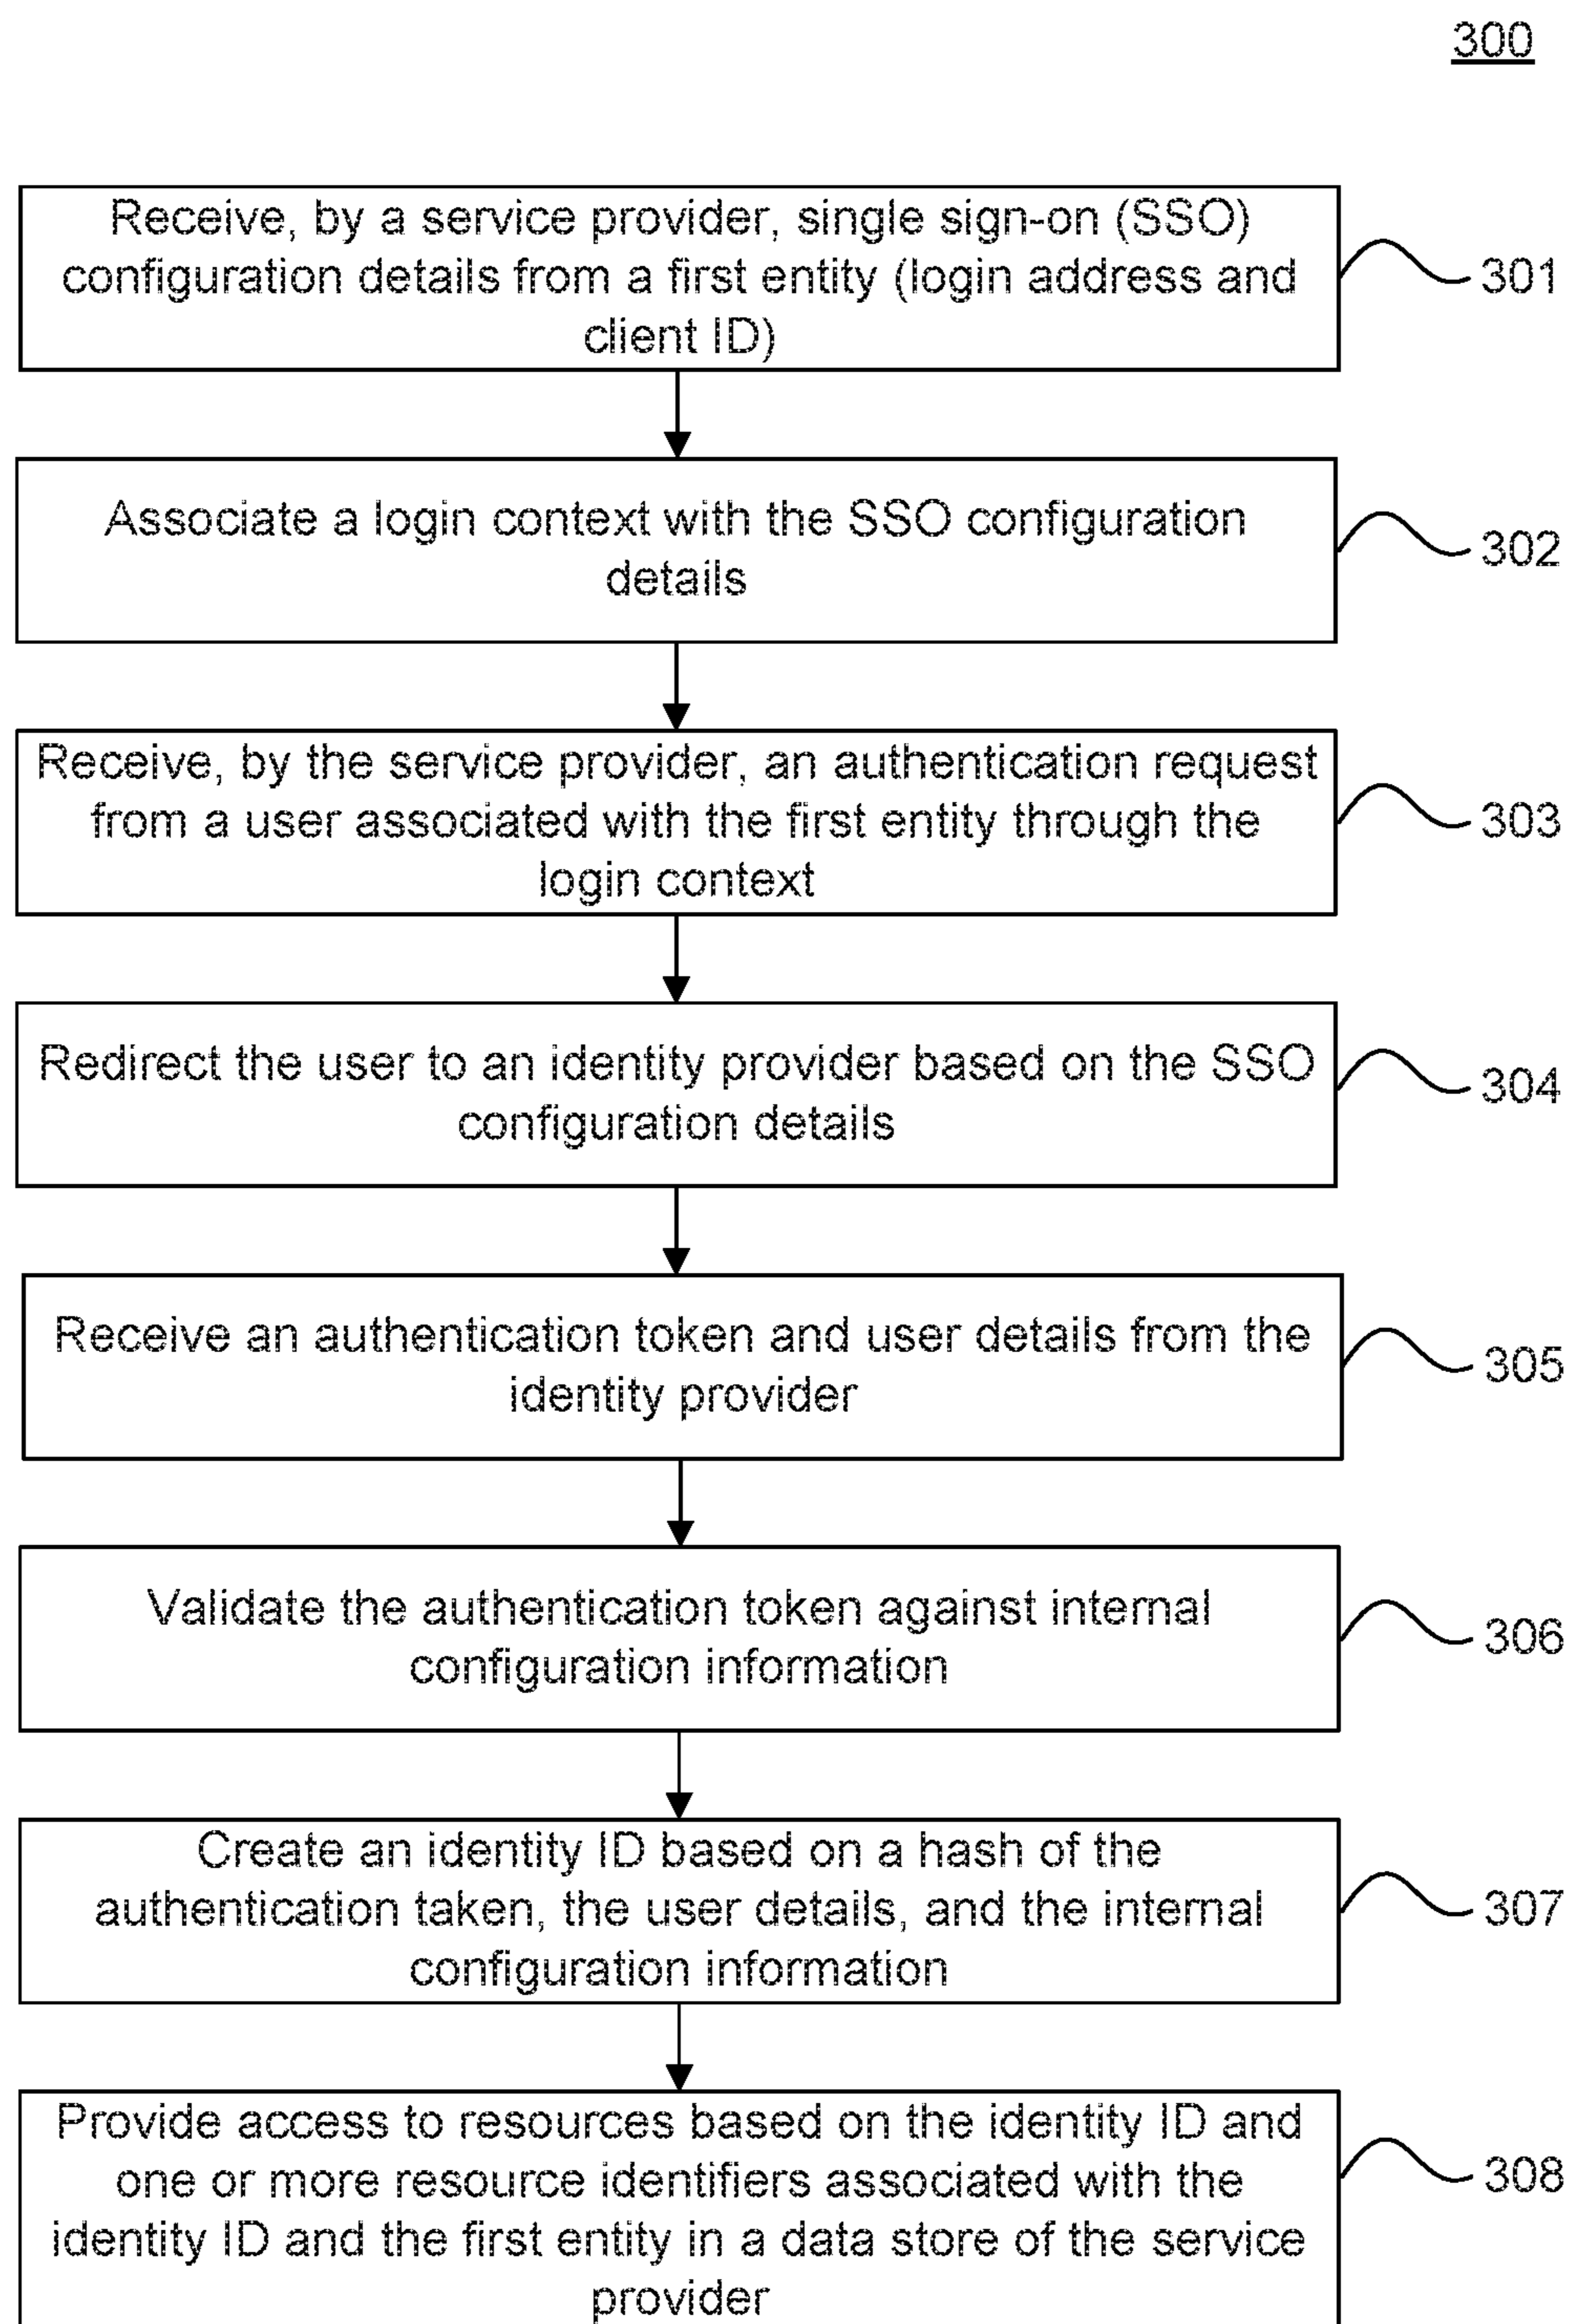 300
Receive, by a service provider, single sign-on (SSO)
configuration details from a first entity (login address and
client ID)
301
Associate a login context with the SSO configuration
details
302
Receive, by the service provider, an authentication request
from a user associated with the first entity through the
login context
303
Redirect the user to an identity provider based on the SSO
configuration details
304
Receive an authentication token and user details from the
identity provider
305
Validate the authentication token against internal
configuration information
306
Create an identity ID based on a hash of the
authentication taken, the user details, and the internal
configuration information
307
Provide access to resources based on the identity ID and
one or more resource identifiers associated with the
identity ID and the first entity in a data store of the service
provider
308